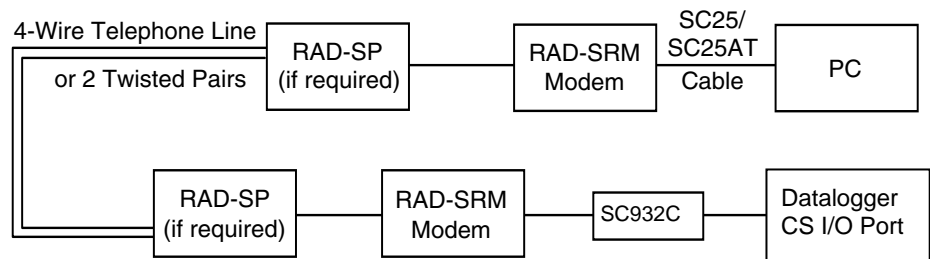 4-Wire Telephone Line
or 2 Twisted Pairs
RAD-SP
(if required)
RAD-SRM
Modem
SC25/
SC25AT
Cable
PC
RAD-SP
(if required)
RAD-SRM
Modem
SC932C
Datalogger
CS I/O Port